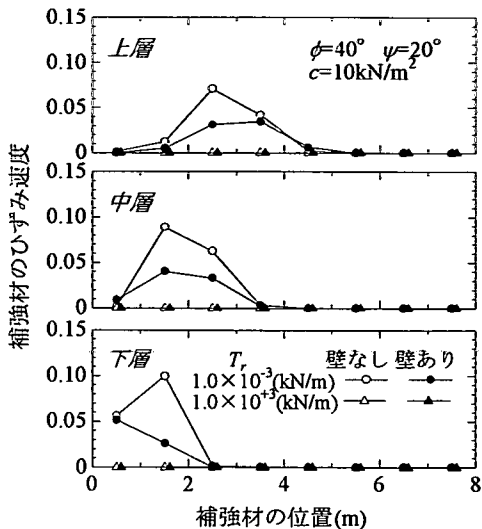 上層
φ=40° ψ=20°
c=10kN/m²
0.15
0.10
0.05
0
中層
0.15
0.10
0.05
0
下層
0.15
0.10
0.05
0
Tr 壁なし 壁あり
1.0×10⁻³(kN/m)
1.0×10⁺³(kN/m)
0 2 4 6 8
補強材の位置(m)
補強材のひずみ速度